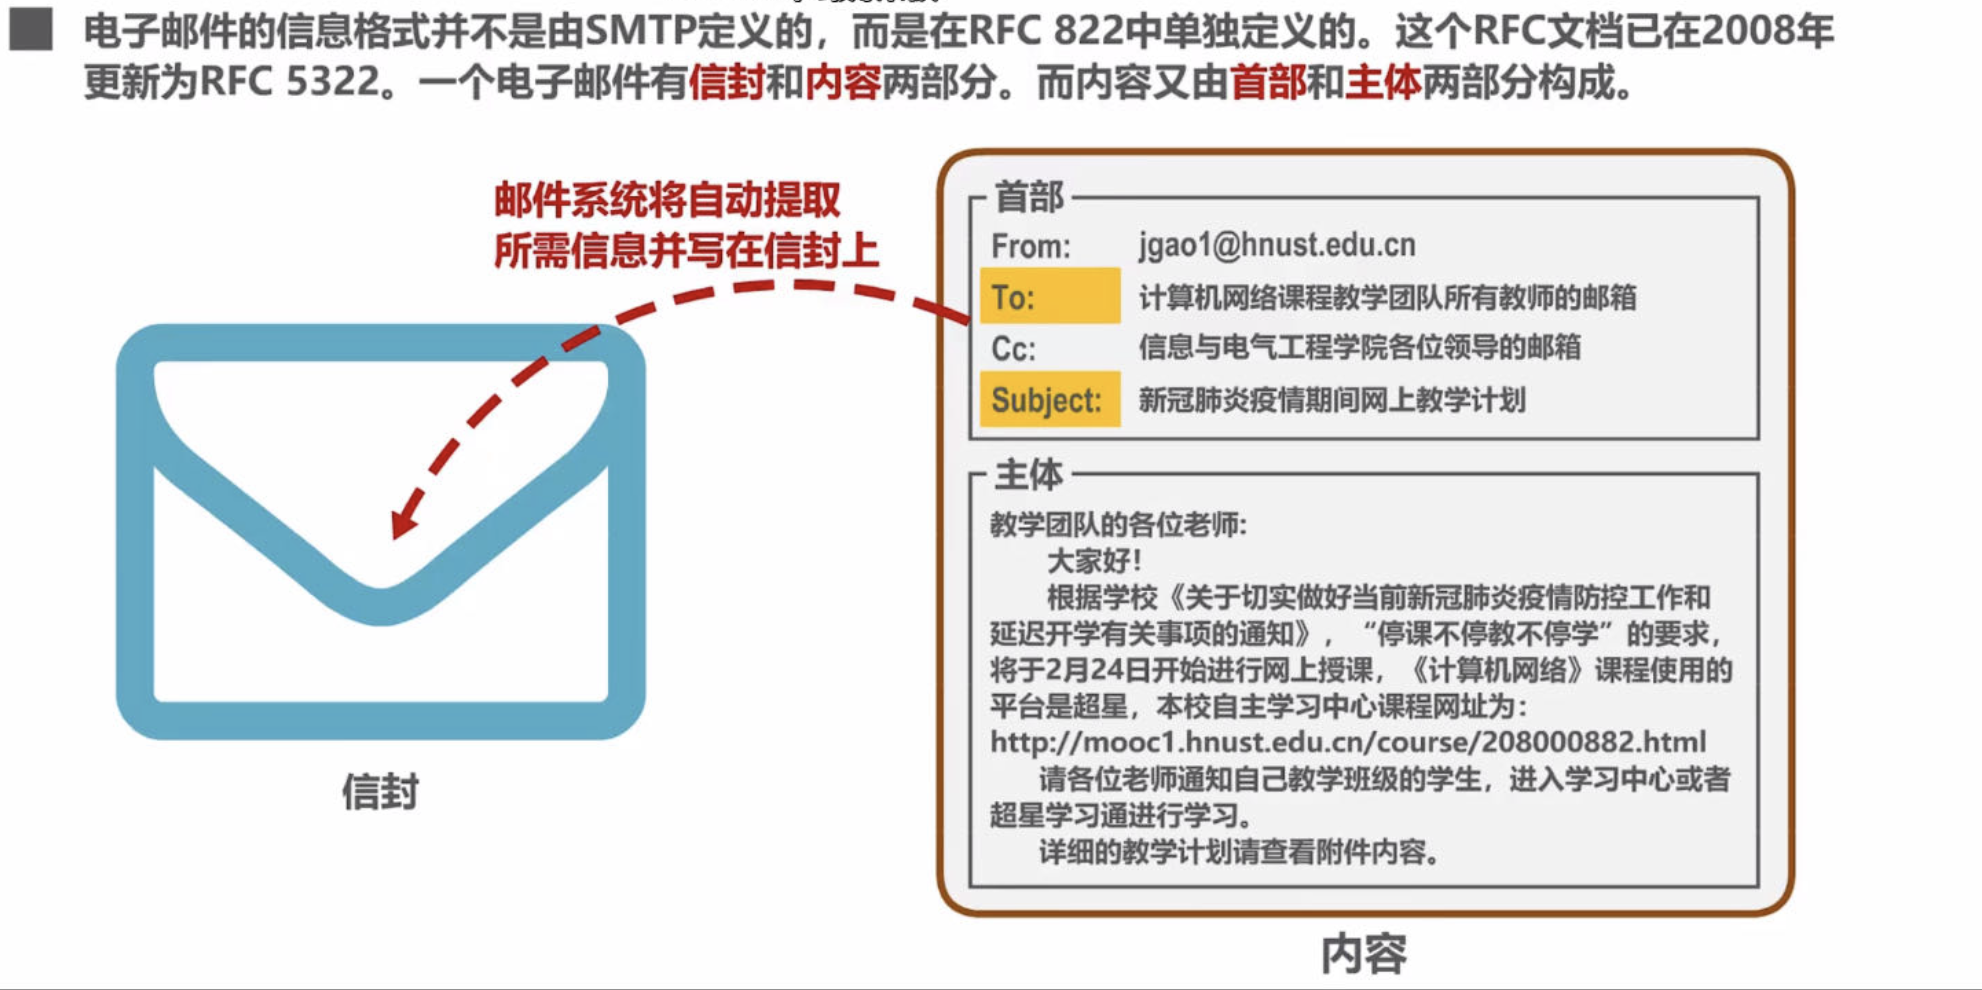 电子邮件的信息格式并不是由SMTP定义的，而是在RFC 822中单独定义的。这个RFC文档已在2008年
更新为RFC 5322。一个电子邮件有信封和内容两部分。而内容又由首部和主体两部分构成。
邮件系统将自动提取
所需信息并写在信封上
信封
首部
From: jgao1@hnust.edu.cn
To: 计算机网络课程教学团队所有教师的邮箱
Cc: 信息与电气工程学院各位领导的邮箱
Subject: 新冠肺炎疫情期间网上教学计划
主体
教学团队的各位老师:
大家好！
根据学校《关于切实做好当前新冠肺炎疫情防控工作和
延迟开学有关事项的通知》，“停课不停教不停学”的要求，
将于2月24日开始进行网上授课，《计算机网络》课程使用的
平台是超星，本校自主学习中心课程网址为：
http://mooc1.hnust.edu.cn/course/208000882.html
请各位老师通知自己教学班级的学生，进入学习中心或者
超星学习通进行学习。
详细的教学计划请查看附件内容。
内容